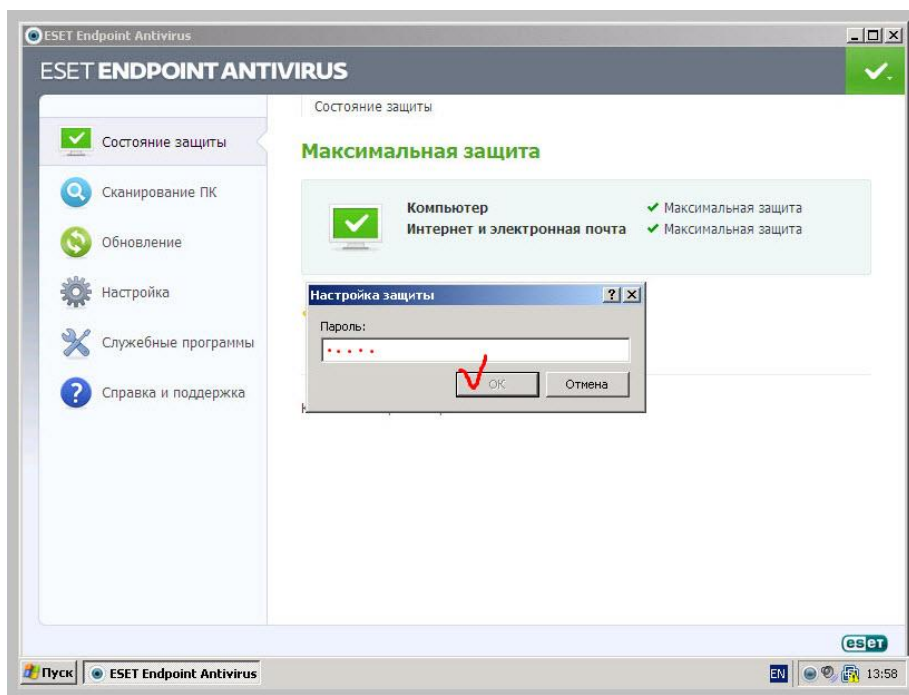 ESET Endpoint Antivirus
ESET ENDPOINT ANTIVIRUS
Состояние защиты
Состояние защиты
Максимальная защита
Сканирование ПК
Компьютер
Максимальная защита
Интернет и электронная почта
Максимальная защита
Обновление
Настройка
Настройка защиты
Пароль:
Служебные программы
OK
Отмена
Справка и поддержка
eseT
Пуск
ESET Endpoint Antivirus
EN
13:58